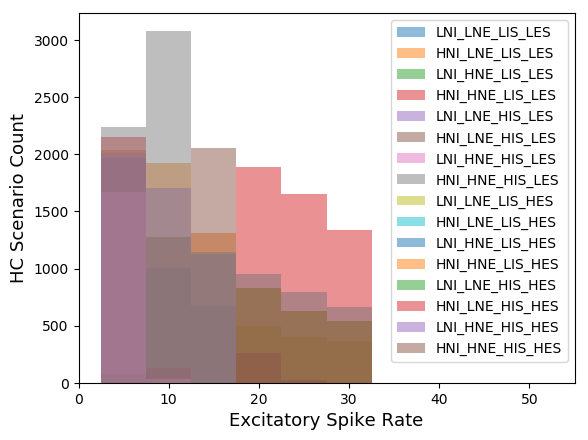 3000
2500
2000
1500
1000
500
0
HC Scenario Count
0 10 20 30 40 50
Excitatory Spike Rate
LNI_LNE_LIS_LES
HNI_LNE_LIS_LES
LNI_HNE_LIS_LES
HNI_HNE_LIS_LES
LNI_LNE_HIS_LES
HNI_LNE_HIS_LES
LNI_HNE_HIS_LES
HNI_HNE_HIS_LES
LNI_LNE_LIS_HES
HNI_LNE_LIS_HES
LNI_HNE_LIS_HES
HNI_HNE_LIS_HES
LNI_LNE_HIS_HES
HNI_LNE_HIS_HES
LNI_HNE_HIS_HES
HNI_HNE_HIS_HES